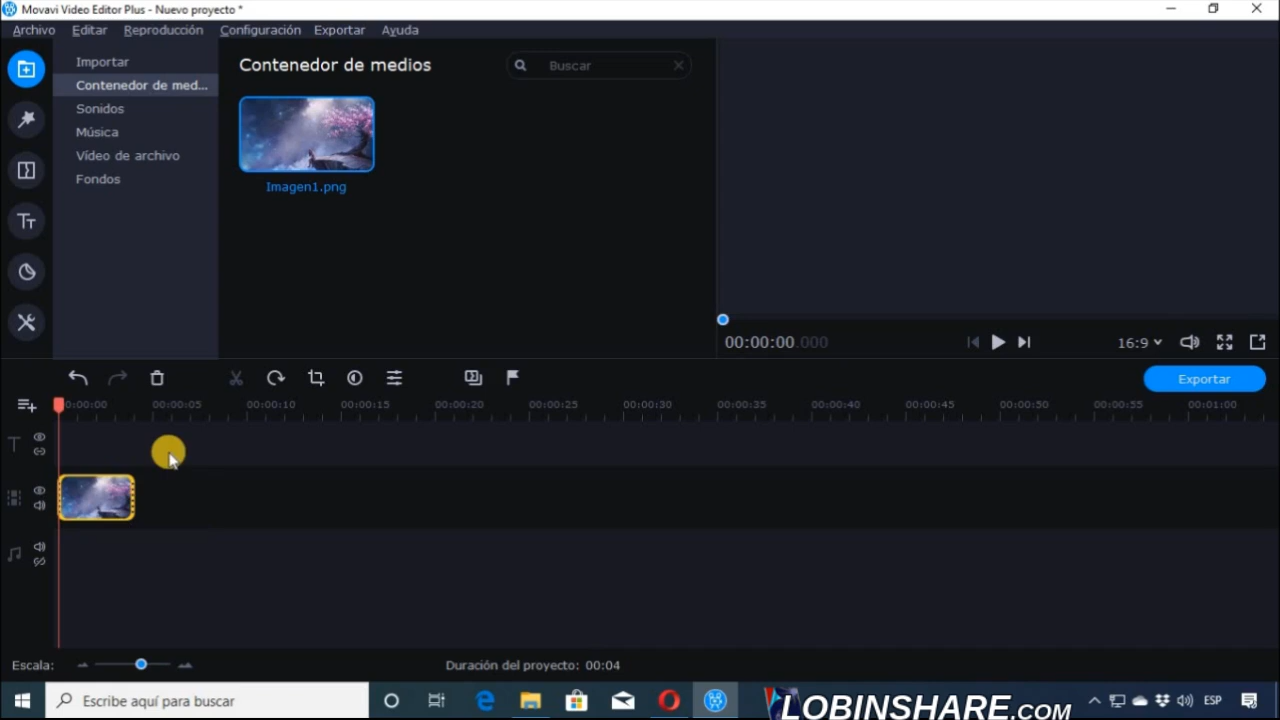 Movavi Video Editor Plus - Nuevo proyecto *
Archivo Editar Reproducción Configuración Exportar Ayuda
Importar
Contenedor de med...
Sonidos
Música
Vídeo de archivo
Fondos
Contenedor de medios
Buscar
Imagen1.png
00:00:00.000
16:9
Exportar
0:00:00 00:00:05 00:00:10 00:00:15 00:00:20 00:00:25 00:00:30 00:00:35 00:00:40 00:00:45 00:00:50 00:00:55 00:01:00
Escala:
Duración del proyecto: 00:04
Escribe aquí para buscar
LOBINSHARE.COM
ESP